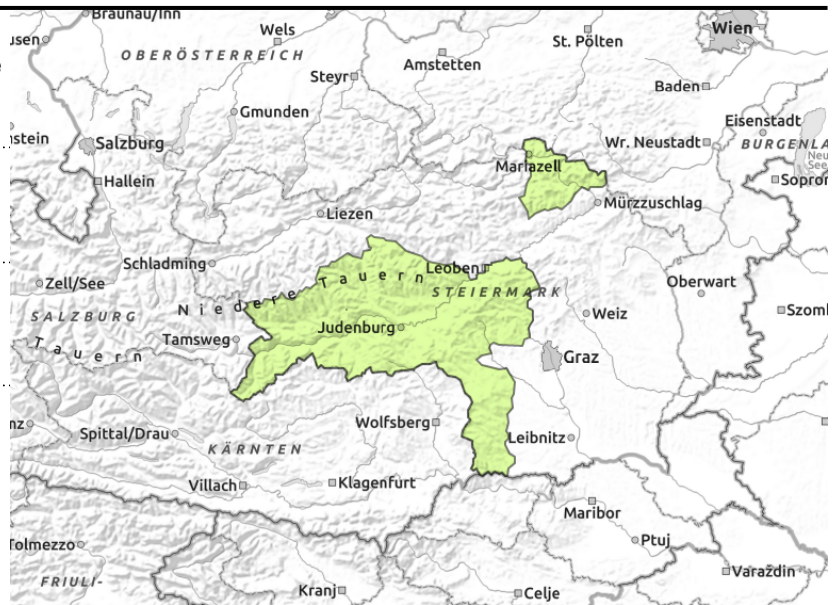 Braunau/Inn
Wels
Wien
OBERÖSTERREICH
St. Pölten
Amstetten
Steyr
Baden
Gmunden
Eisenstadt
Salzburg
Wr. Neustadt
BURGENLA
Mariazell
Hallein
Sopron
Mürzzuschlag
Liezen
Schladming
Leoben
Zell/See
Niedere Tauern
STEIERMARK
Oberwart
SALZBURG
Weiz
Szomb
Judenburg
Tamsweg
Tauern
Graz
Wolfsberg
Spittal/Drau
Leibnitz
KÄRNTEN
Villach
Klagenfurt
Maribor
Ptuj
Tolmezzo
Varaždin
FRIULI-
Kranj
Celje